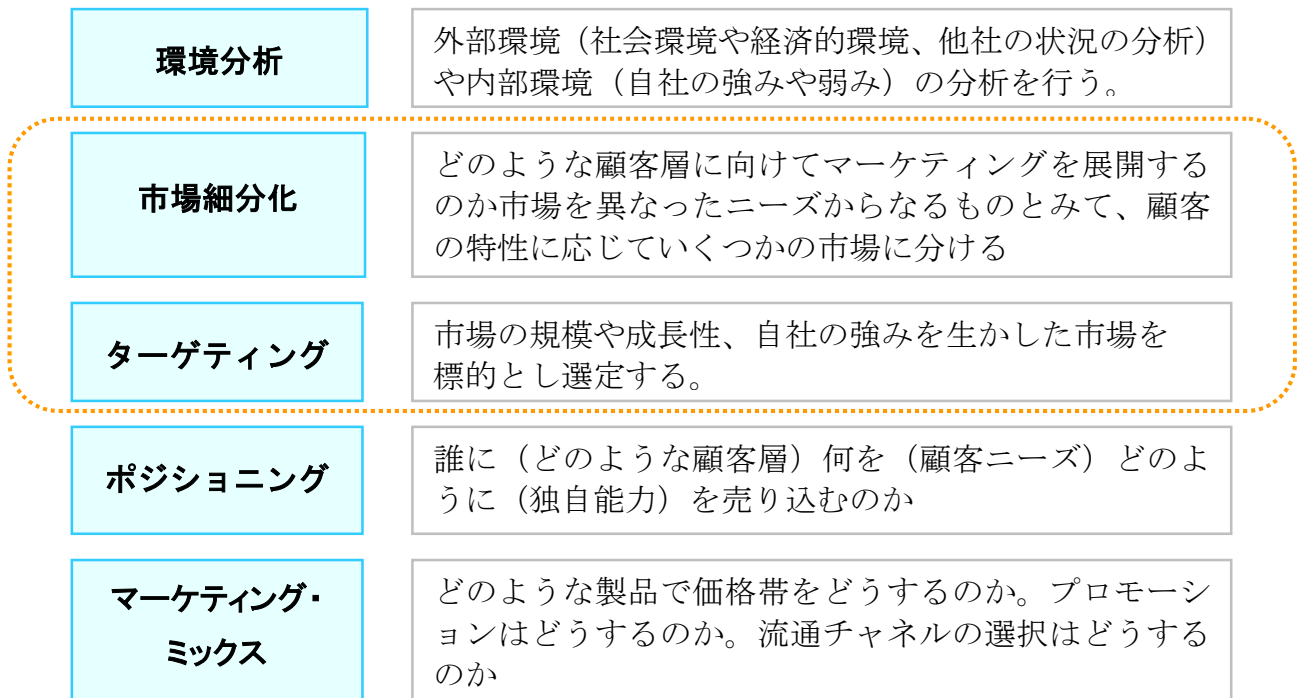 環境分析
外部環境（社会環境や経済的環境、他社の状況の分析）
や内部環境（自社の強みや弱み）の分析を行う。
市場細分化
どのような顧客層に向けてマーケティングを展開する
のか市場を異なったニーズからなるものとみて、顧客
の特性に応じていくつかの市場に分ける
ターゲティング
市場の規模や成長性、自社の強みを生かした市場を
標的とし選定する。
ポジショニング
誰に（どのような顧客層）何を（顧客ニーズ）どのよ
うに（独自能力）を売り込むのか
マーケティング・
ミックス
どのような製品で価格帯をどうするのか。プロモーシ
ョンはどうするのか。流通チャネルの選択はどうする
のか